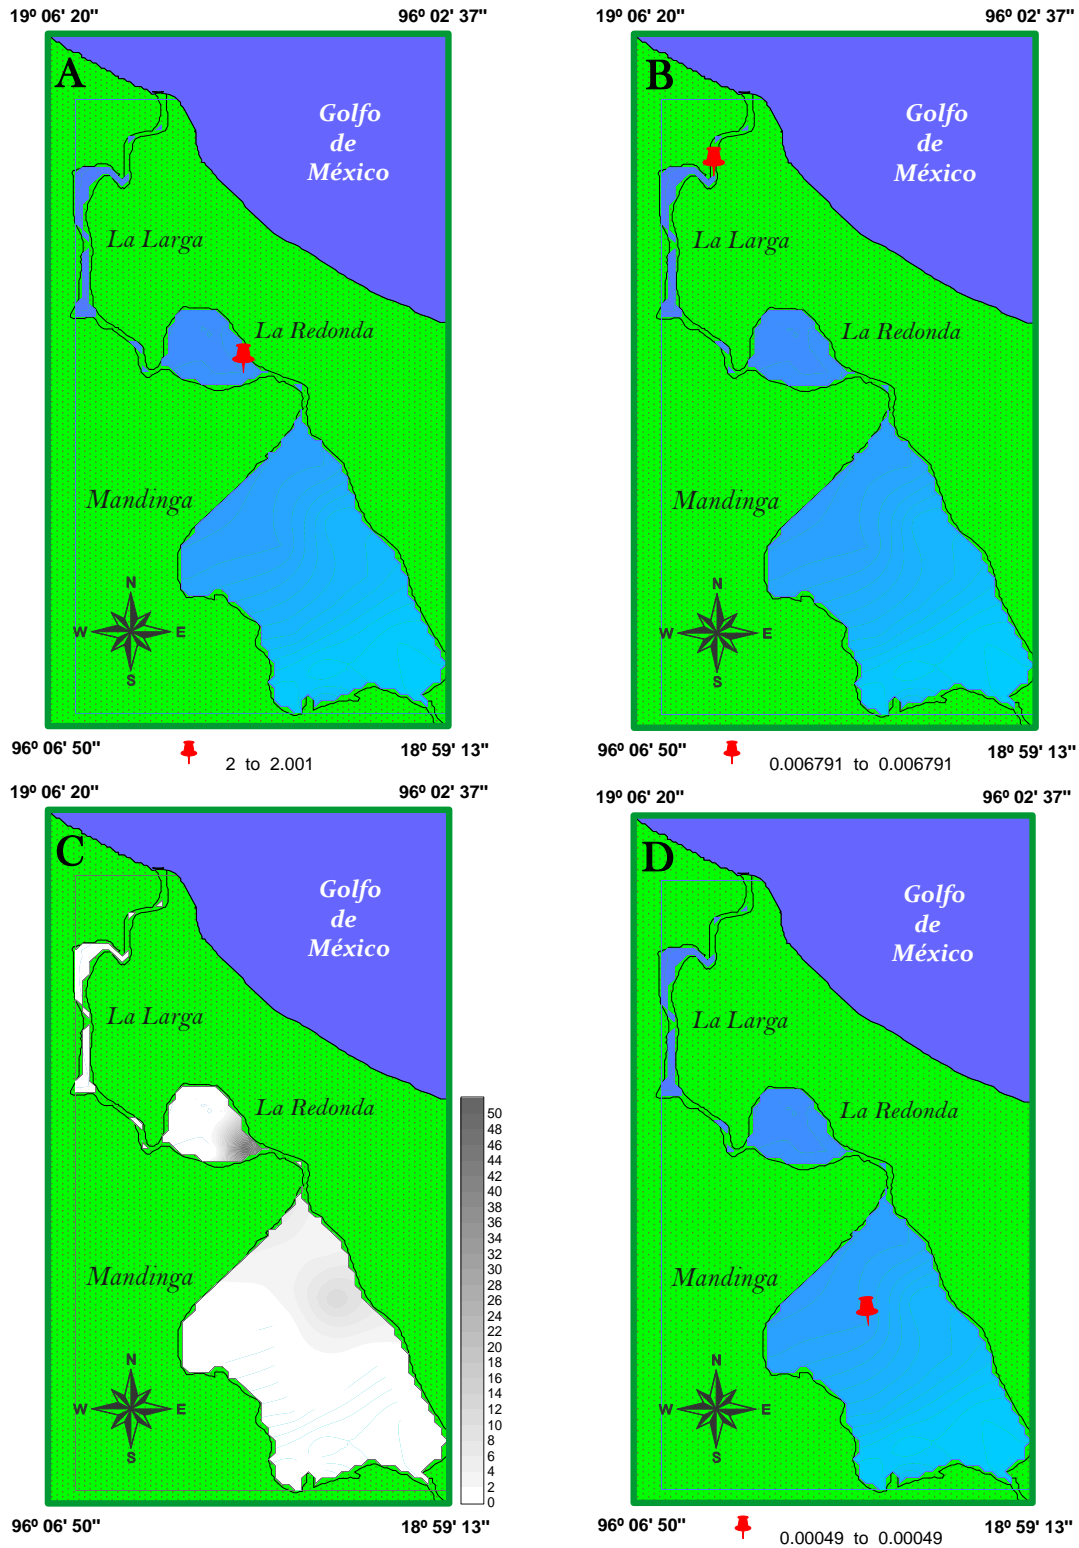 19º 06' 20"
96º 02' 37"
A
Golfo
de
México
La Larga
La Redonda
Mandinga
N
W
E
S
96º 06' 50"
18º 59' 13"
2 to 2.001
19º 06' 20"
96º 02' 37"
B
Golfo
de
México
La Larga
La Redonda
Mandinga
N
W
E
S
96º 06' 50"
18º 59' 13"
0.006791 to 0.006791
19º 06' 20"
96º 02' 37"
C
Golfo
de
México
La Larga
La Redonda
Mandinga
N
W
E
S
50
48
46
44
42
40
38
36
34
32
30
28
26
24
22
20
18
16
14
12
10
8
6
4
2
0
96º 06' 50"
18º 59' 13"
19º 06' 20"
96º 02' 37"
D
Golfo
de
México
La Larga
La Redonda
Mandinga
N
W
E
S
96º 06' 50"
18º 59' 13"
0.00049 to 0.00049